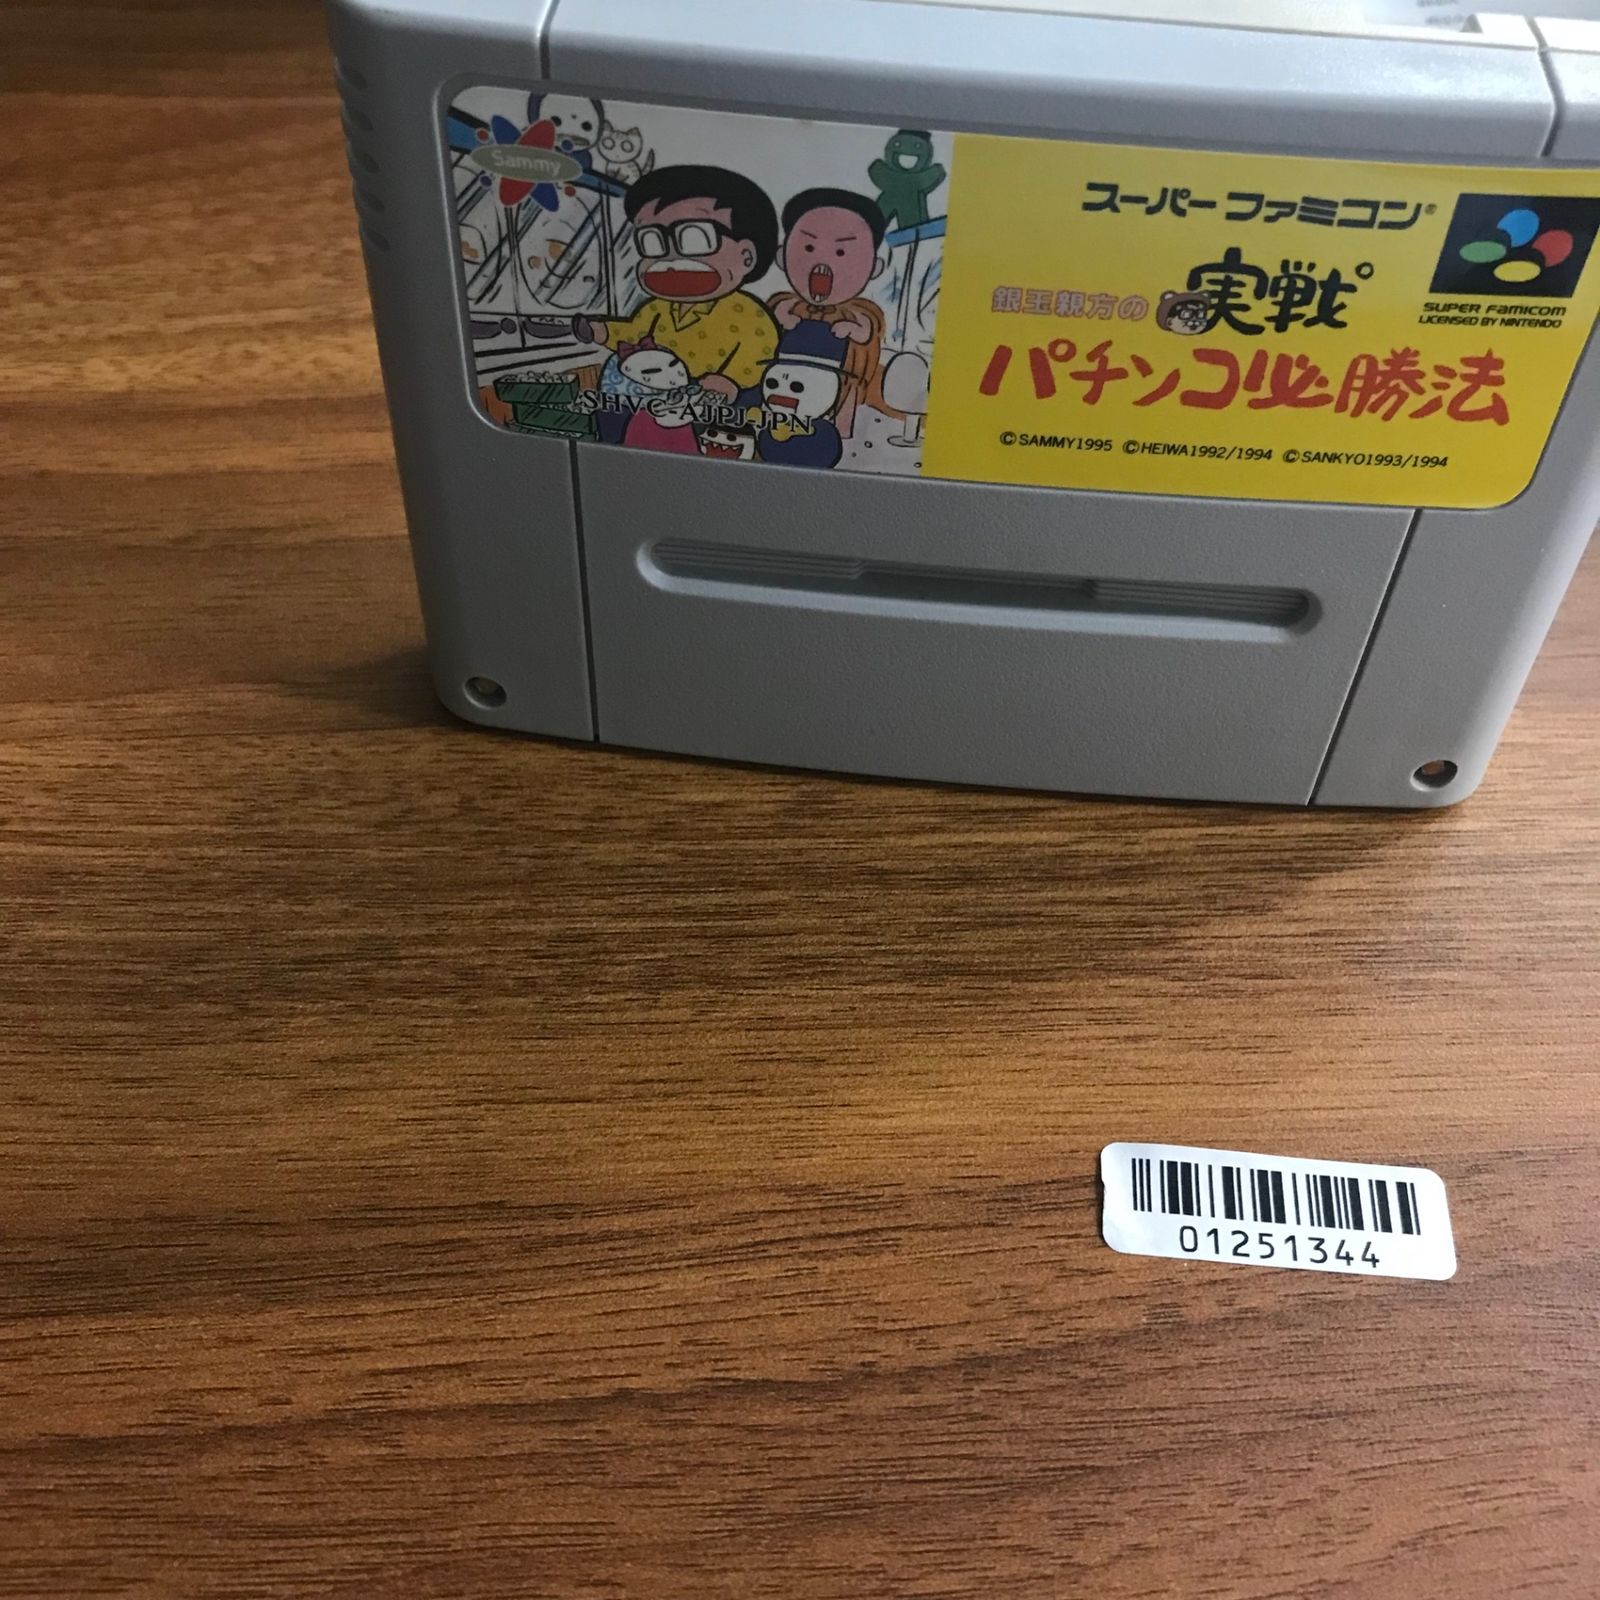 Sammy
スーパーファミコン®
銀玉親方の
実戦
パチンコ必勝法
SUPER FAMICOM
LICENSED BY NINTENDO
SHVC-AJPJ-JPN
©SAMMY1995 ©HEIWA1992/1994 ©SANKYO1993/1994
01251344